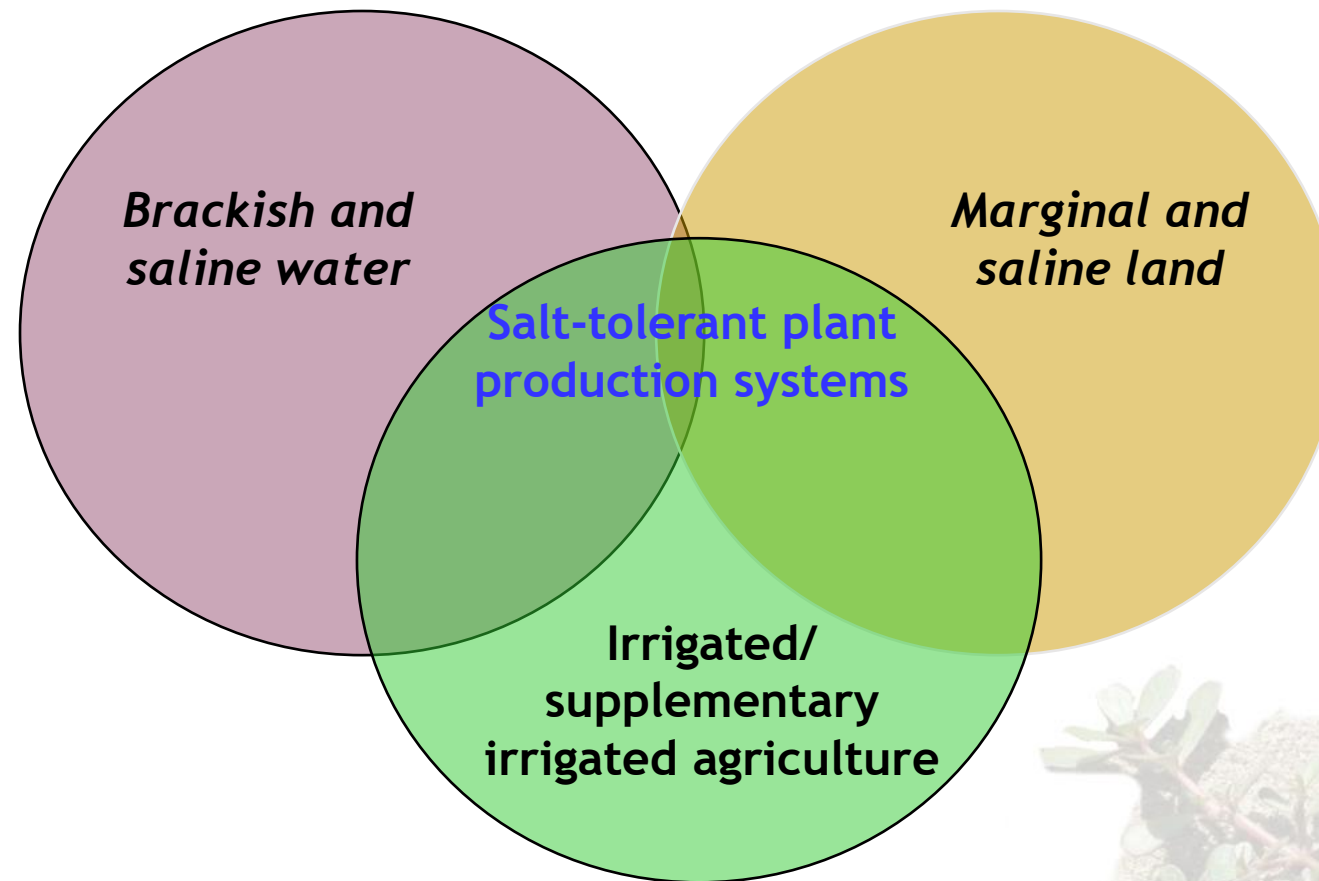 Brackish and
saline water
Marginal and
saline land
Salt-tolerant plant
production systems
Irrigated/
supplementary
irrigated agriculture